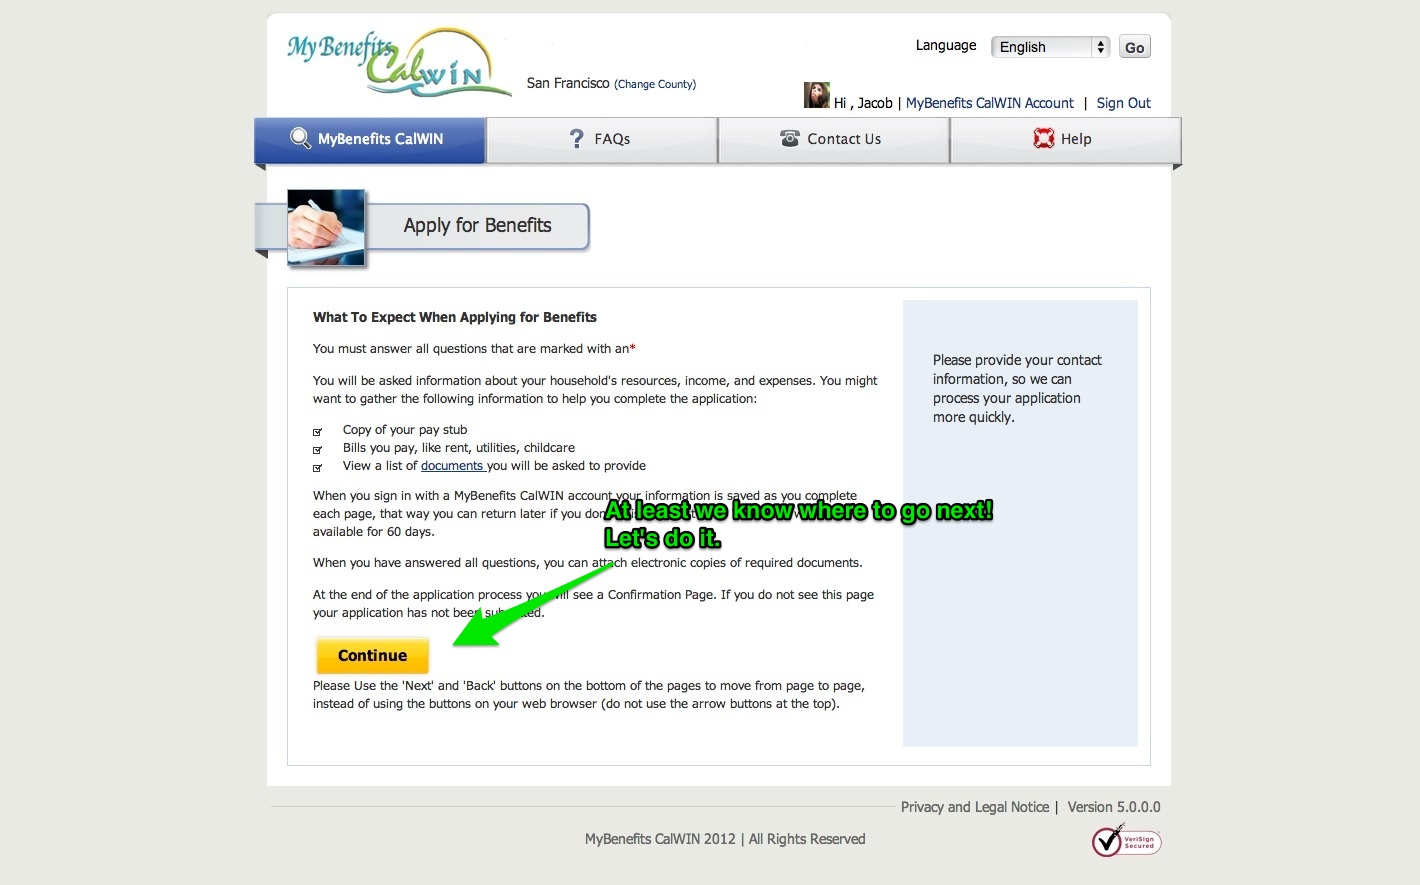 My Benefits
CalWIN
San Francisco (Change County)
Language English Go
Hi , Jacob | MyBenefits CalWIN Account | Sign Out
MyBenefits CalWIN
? FAQs
Contact Us
Help
Apply for Benefits
What To Expect When Applying for Benefits
You must answer all questions that are marked with an*
You will be asked information about your household's resources, income, and expenses. You might
want to gather the following information to help you complete the application:
Copy of your pay stub
Bills you pay, like rent, utilities, childcare
View a list of documents you will be asked to provide
When you sign in with a MyBenefits CalWIN account your information is saved as you complete
each page, that way you can return later if you
available for 60 days.
When you have answered all questions, you can attach electronic copies of required documents.
At the end of the application process you will see a Confirmation Page. If you do not see this page
your application has not been submitted.
At least we know where to go next!
Let's do it.
Continue
Please Use the 'Next' and 'Back' buttons on the bottom of the pages to move from page to page,
instead of using the buttons on your web browser (do not use the arrow buttons at the top).
Please provide your contact
information, so we can
process your application
more quickly.
Privacy and Legal Notice | Version 5.0.0.0
MyBenefits CalWIN 2012 | All Rights Reserved
VeriSign
Secured